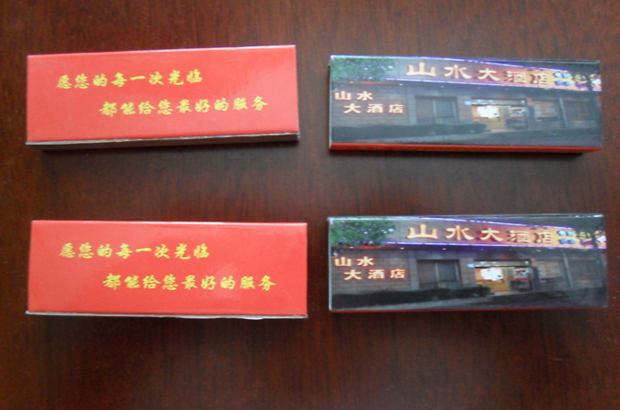 愿您的每一次光临
都能给您最好的服务
山水大酒店
山水
大酒店
愿您的每一次光临
都能给您最好的服务
山水大酒店
山水
大酒店